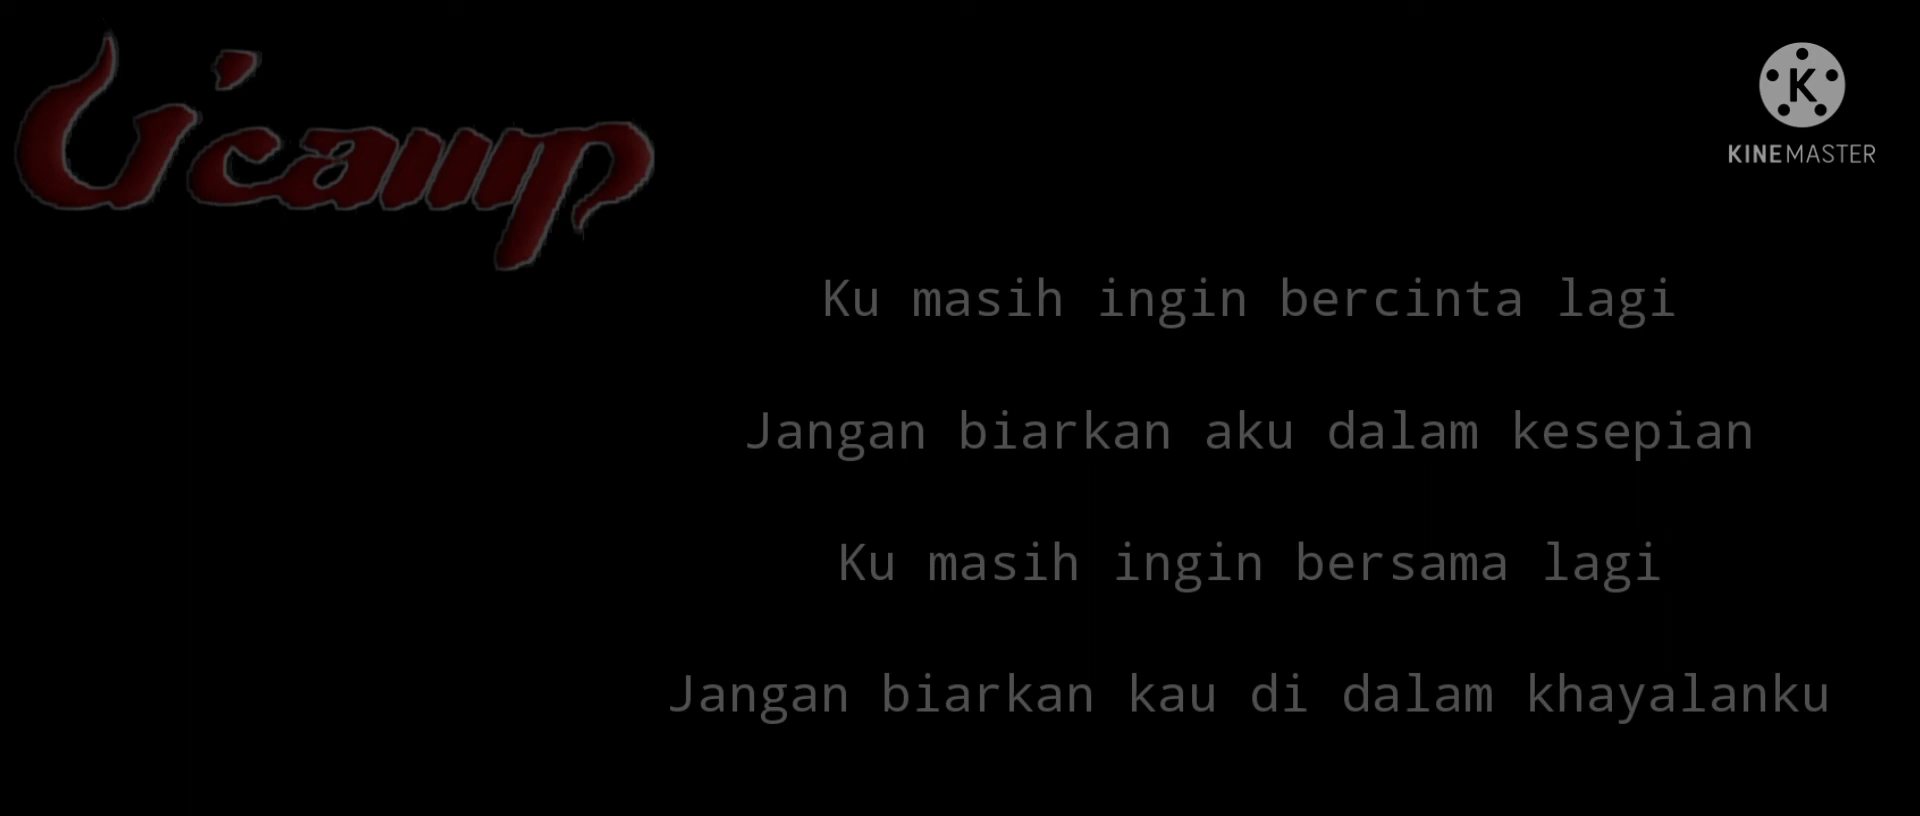 U'camp
K
KINEMASTER
Ku masih ingin bercinta lagi
Jangan biarkan aku dalam kesepian
Ku masih ingin bersama lagi
Jangan biarkan kau di dalam khayalanku